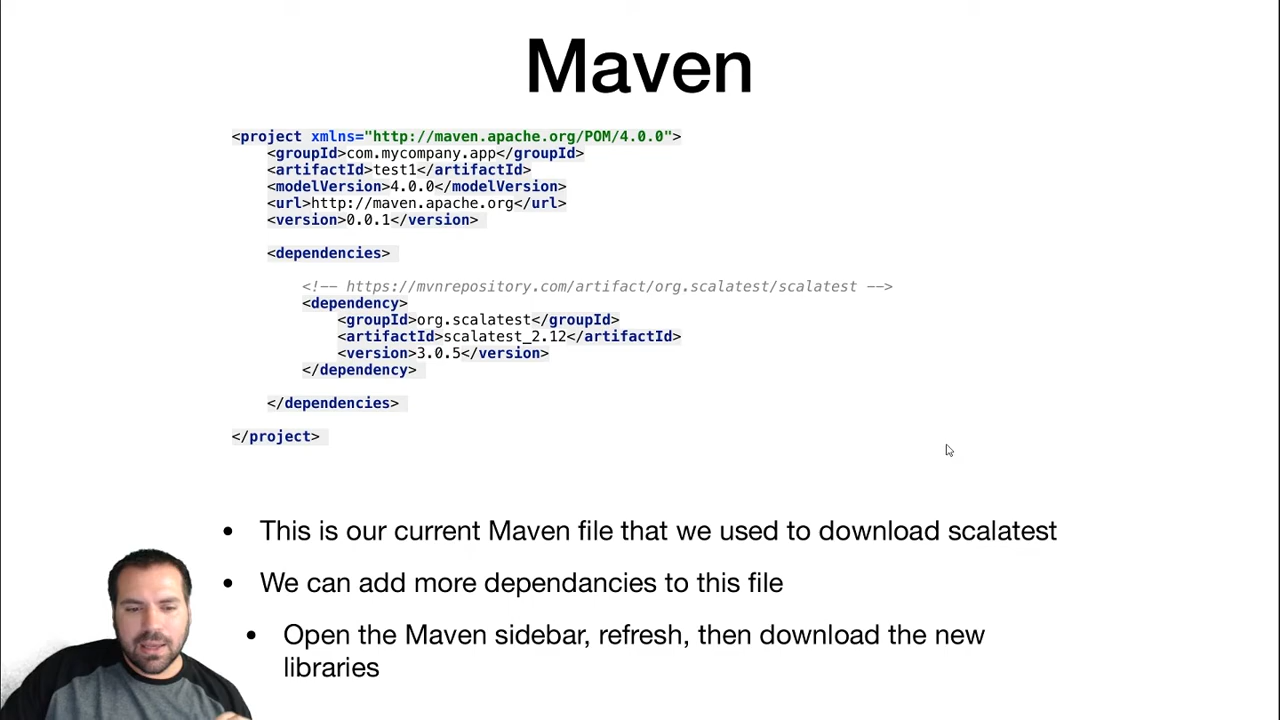 Maven
<project xmlns="http://maven.apache.org/POM/4.0.0">
<groupId>com.mycompany.app</groupId>
<artifactId>test1</artifactId>
<modelVersion>4.0.0</modelVersion>
<url>http://maven.apache.org</url>
<version>0.0.1</version>
<dependencies>
<!-- https://mvnrepository.com/artifact/org.scalatest/scalatest -->
<dependency>
<groupId>org.scalatest</groupId>
<artifactId>scalatest_2.12</artifactId>
<version>3.0.5</version>
</dependency>
</dependencies>
</project>
• This is our current Maven file that we used to download scalatest
• We can add more dependancies to this file
• Open the Maven sidebar, refresh, then download the new
libraries